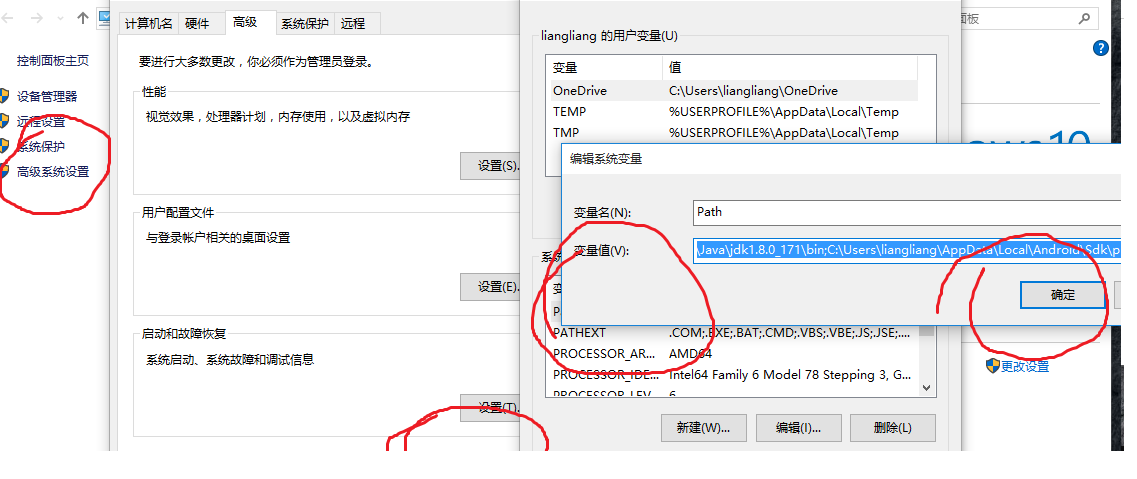 控制面板主页
设备管理器
远程设置
系统保护
高级系统设置
计算机名
硬件
高级
系统保护
远程
要进行大多数更改，你必须作为管理员登录。
性能
视觉效果，处理器计划，内存使用，以及虚拟内存
设置(S)...
用户配置文件
与登录帐户相关的桌面设置
设置(E)...
启动和故障恢复
系统启动、系统故障和调试信息
设置(T)...
liangliang 的用户变量(U)
变量 值
OneDrive C:\Users\liangliang\OneDrive
TEMP %USERPROFILE%\AppData\Local\Temp
TMP %USERPROFILE%\AppData\Local\Temp
编辑系统变量
变量名(N): Path
变量值(V): \Java\jdk1.8.0_171\bin;C:\Users\liangliang\AppData\Local\Android\Sdk\p
确定
PATHEXT .COM;.EXE;.BAT;.CMD;.VBS;.VBE;.JS;.JSE;....
PROCESSOR_AR... AMD64
PROCESSOR_IDE... Intel64 Family 6 Model 78 Stepping 3, G...
PROCESSOR_LEV... 6
新建(W)...
编辑(I)...
删除(L)
面板
ows 10
更改设置